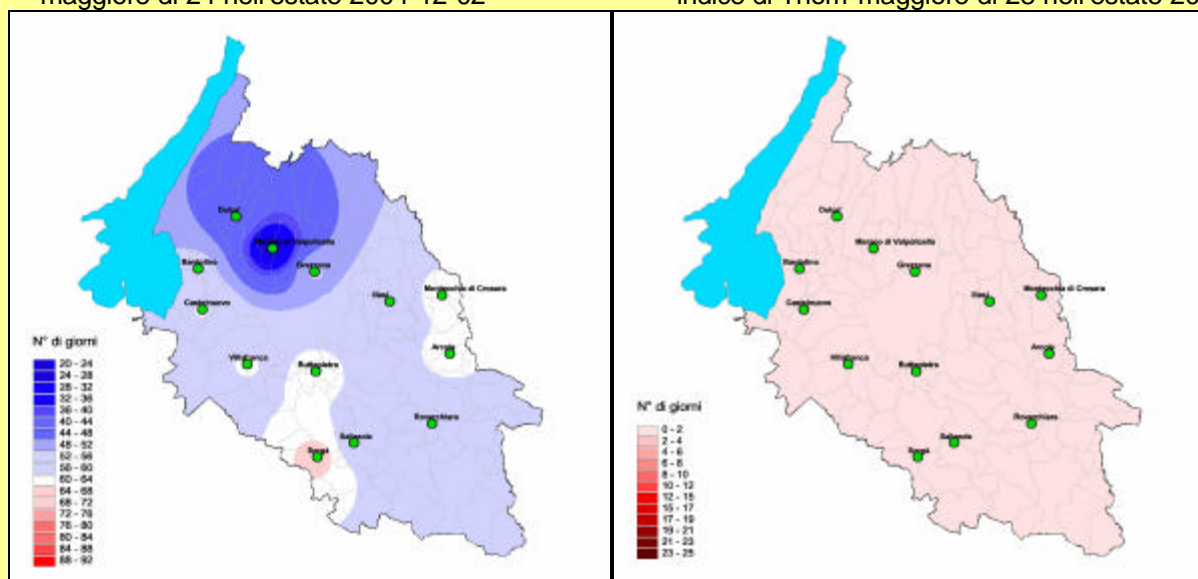 maggiore di 24 nell'estate 2001-12-02
indice di Thom maggiore di 28 nell'estate 20
Dolce'
Marano di Valpolicella
Bardolino
Grezzana
Castelnuovo
Illasi
Montecchia di Crosara
Villafranca
Buttapietra
Arcole
Roverchiara
Salizzole
Sorgà
N° di giorni
20 - 24
24 - 28
28 - 32
32 - 36
36 - 40
40 - 44
44 - 48
48 - 52
52 - 56
56 - 60
60 - 64
64 - 68
68 - 72
72 - 76
76 - 80
80 - 84
84 - 88
88 - 92
Dolce'
Marano di Valpolicella
Bardolino
Grezzana
Castelnuovo
Illasi
Montecchia di Crosara
Arcole
Villafranca
Buttapietra
Roverchiara
Salizzole
Sorgà
N° di giorni
0 - 2
2 - 4
4 - 6
6 - 8
8 - 10
10 - 12
12 - 15
15 - 17
17 - 19
19 - 21
21 - 23
23 - 25